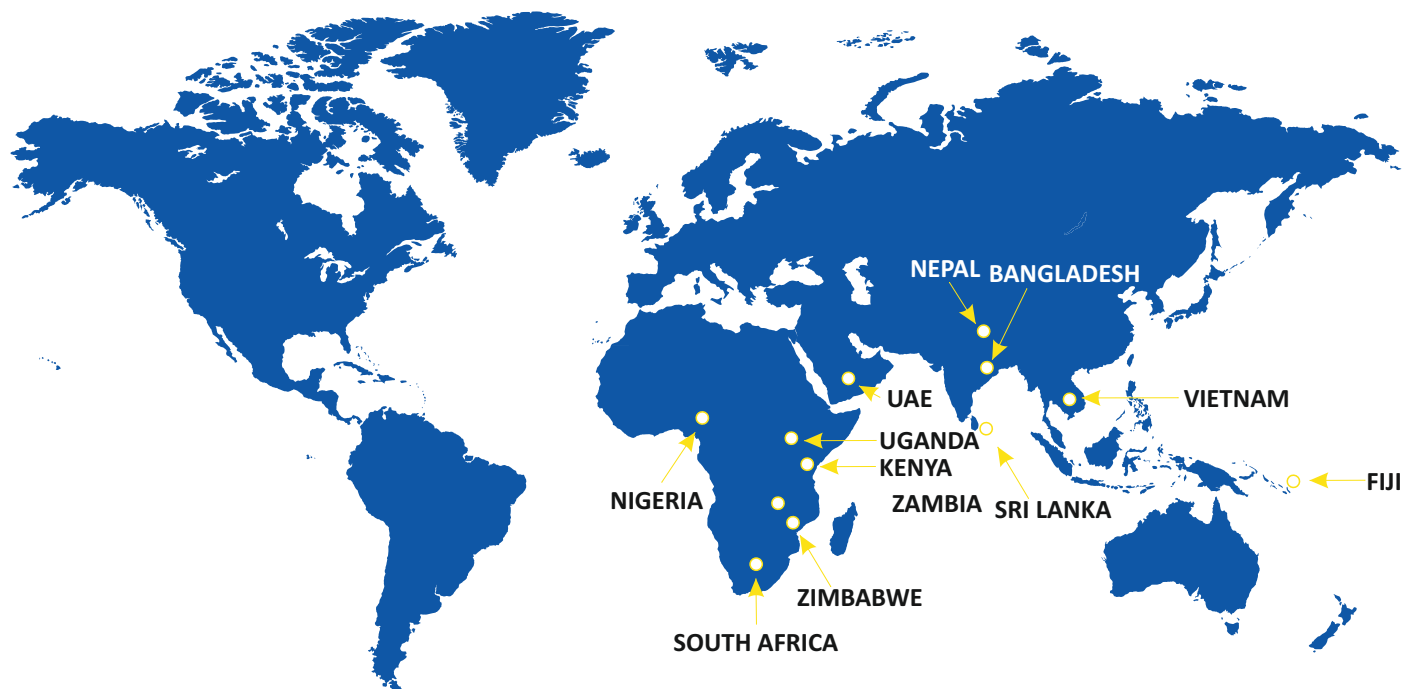 NEPAL
BANGLADESH
UAE
VIETNAM
UGANDA
KENYA
NIGERIA
ZAMBIA
SRI LANKA
FIJI
ZIMBABWE
SOUTH AFRICA